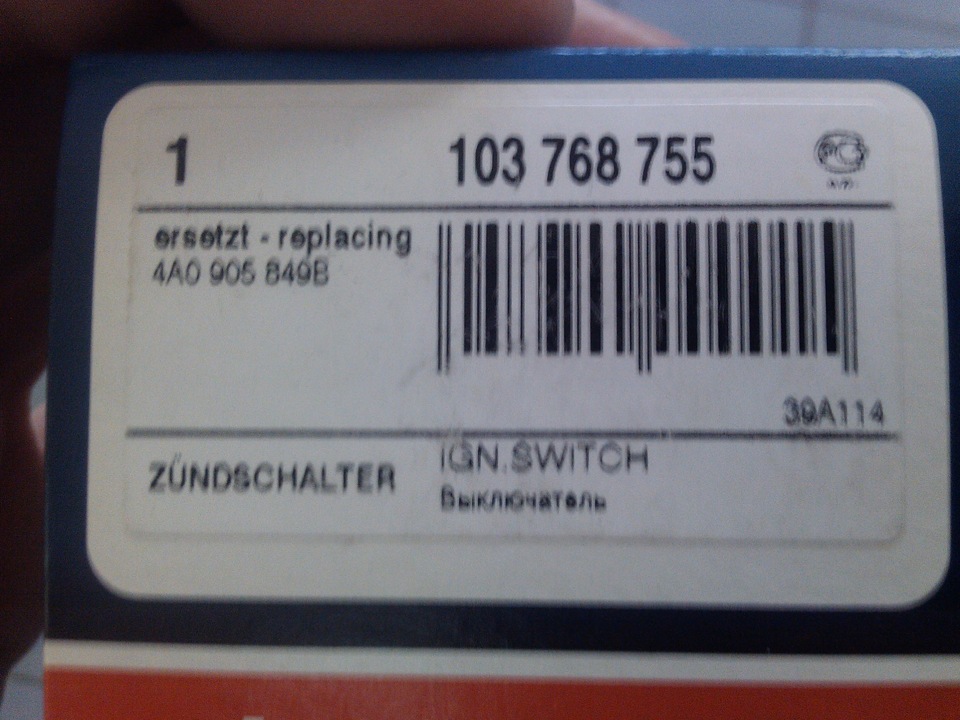 1 103 768 755
ersetzt - replacing
4A0 905 849B
39A114
ZÜNDSCHALTER
IGN.SWITCH
Выключатель